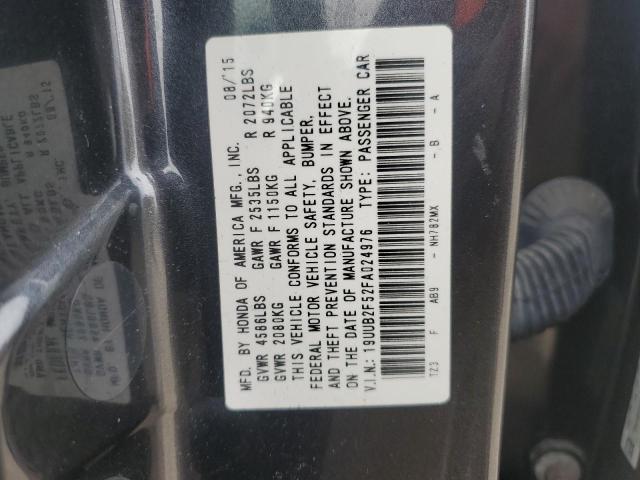 MFD. BY HONDA OF AMERICA MFG., INC. 08/'15
GVWR 4586LBS GAWR F 2535LBS R 2072LBS
GVWR 2080KG GAWR F 1150KG R 940KG
THIS VEHICLE CONFORMS TO ALL APPLICABLE
FEDERAL MOTOR VEHICLE SAFETY, BUMPER,
AND THEFT PREVENTION STANDARDS IN EFFECT
ON THE DATE OF MANUFACTURE SHOWN ABOVE.
V.I.N.: 19UUB2F52FA024976 TYPE: PASSENGER CAR
TZ3 F AB9 - NH782MX - B - A